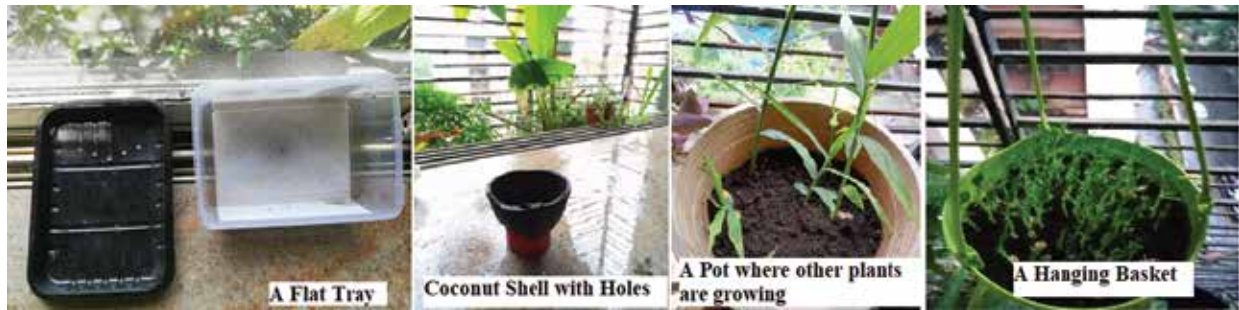 A Flat Tray
Coconut Shell with Holes
A Pot where other plants
are growing
A Hanging Basket